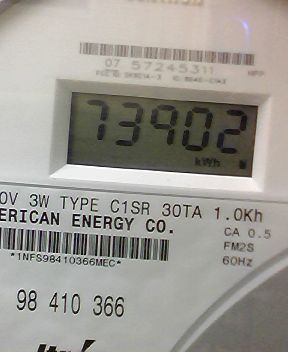 07 57245311
73902
kWh
0V 3W TYPE C1SR 30TA 1.0Kh
ERICAN ENERGY CO.
CA 0.5
FM2S
60Hz
*1NFS98410366MEC*
98 410 366